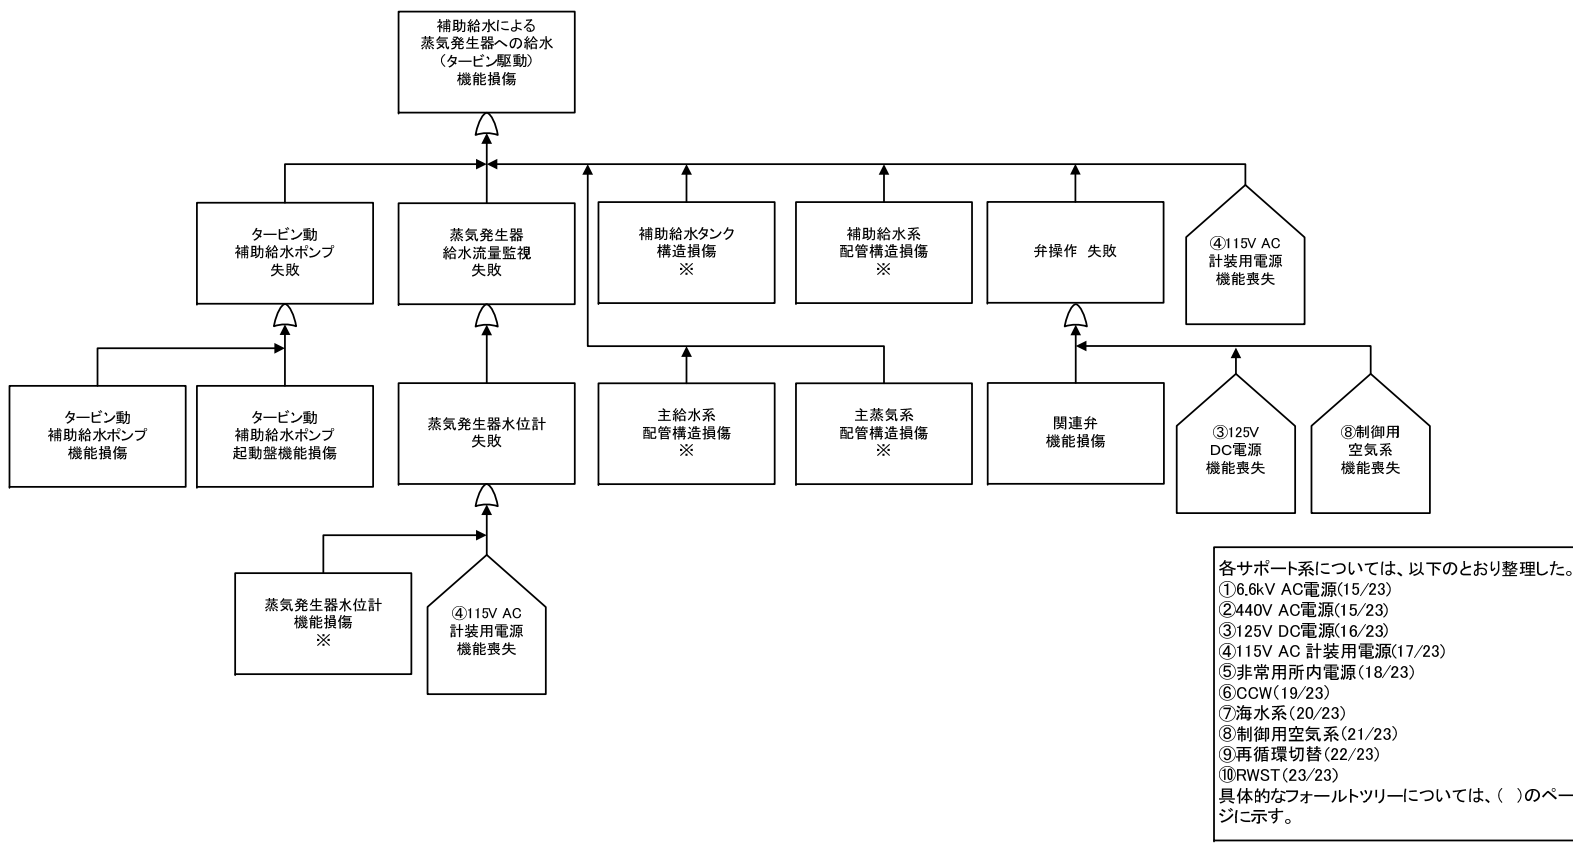 補助給水による
蒸気発生器への給水
(タービン駆動)
機能損傷
タービン動
補助給水ポンプ
失敗
蒸気発生器
給水流量監視
失敗
補助給水タンク
構造損傷
※
補助給水系
配管構造損傷
※
弁操作 失敗
④115V AC
計装用電源
機能喪失
タービン動
補助給水ポンプ
機能損傷
タービン動
補助給水ポンプ
起動盤機能損傷
蒸気発生器水位計
失敗
主給水系
配管構造損傷
※
主蒸気系
配管構造損傷
※
関連弁
機能損傷
③125V
DC電源
機能喪失
⑧制御用
空気系
機能喪失
蒸気発生器水位計
機能損傷
※
④115V AC
計装用電源
機能喪失
各サポート系については、以下のとおり整理した。
①6.6kV AC電源(15/23)
②440V AC電源(15/23)
③125V DC電源(16/23)
④115V AC 計装用電源(17/23)
⑤非常用所内電源(18/23)
⑥CCW(19/23)
⑦海水系(20/23)
⑧制御用空気系(21/23)
⑨再循環切替(22/23)
⑩RWST(23/23)
具体的なフォールトツリーについては、( )のペー
ジに示す。